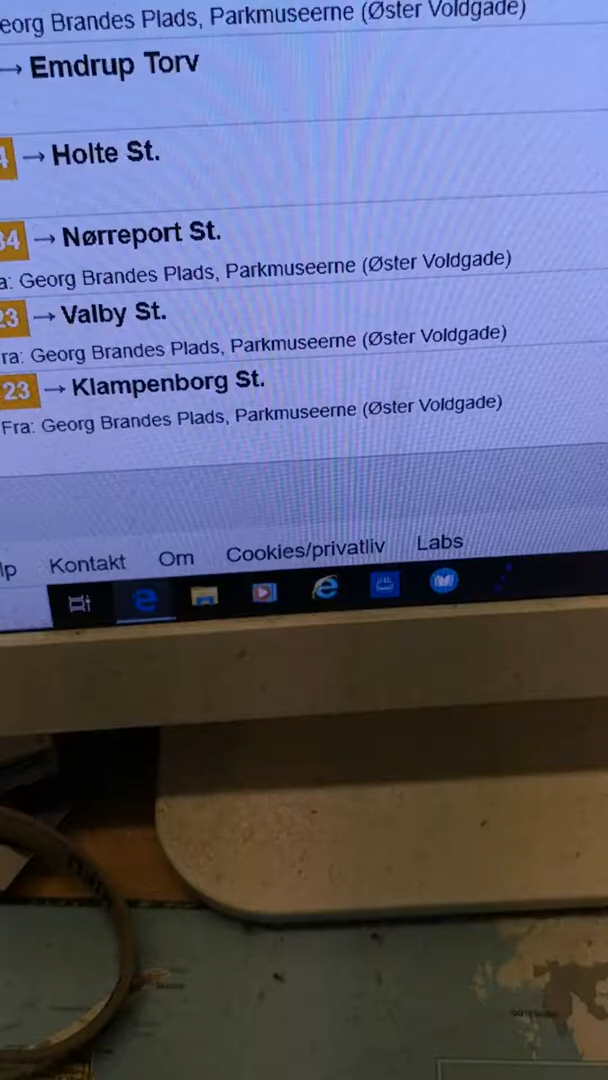 eorg Brandes Plads, Parkmuseerne (Øster Voldgade)
→ Emdrup Torv
4 → Holte St.
34 → Nørreport St.
a: Georg Brandes Plads, Parkmuseerne (Øster Voldgade)
23 → Valby St.
ra: Georg Brandes Plads, Parkmuseerne (Øster Voldgade)
23 → Klampenborg St.
Fra: Georg Brandes Plads, Parkmuseerne (Øster Voldgade)
lp Kontakt Om Cookies/privatliv Labs